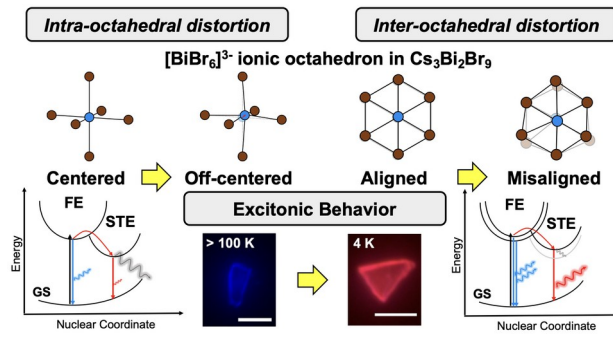 Intra-octahedral distortion
Inter-octahedral distortion
[BiBr₆]³⁻ ionic octahedron in Cs₃Bi₂Br₉
Centered
Off-centered
Aligned
Misaligned
Excitonic Behavior
FE
STE
Energy
GS
Nuclear Coordinate
> 100 K
4 K
FE
STE
Energy
GS
Nuclear Coordinate